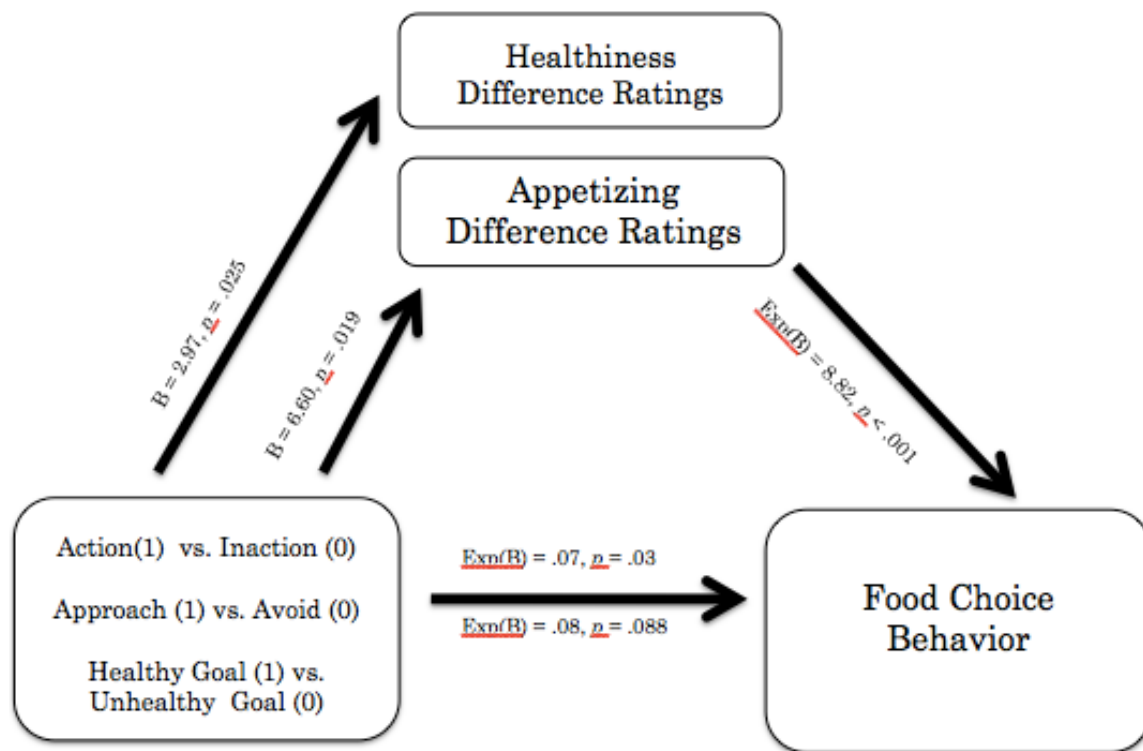 Healthiness
Difference Ratings
Appetizing
Difference Ratings
B = 2.97, p = .025
B = 6.60, p = .019
Exp(B) = 8.82, p < .001
Action(1) vs. Inaction (0)
Approach (1) vs. Avoid (0)
Healthy Goal (1) vs.
Unhealthy Goal (0)
Exp(B) = .07, p = .03
Exp(B) = .08, p = .088
Food Choice
Behavior